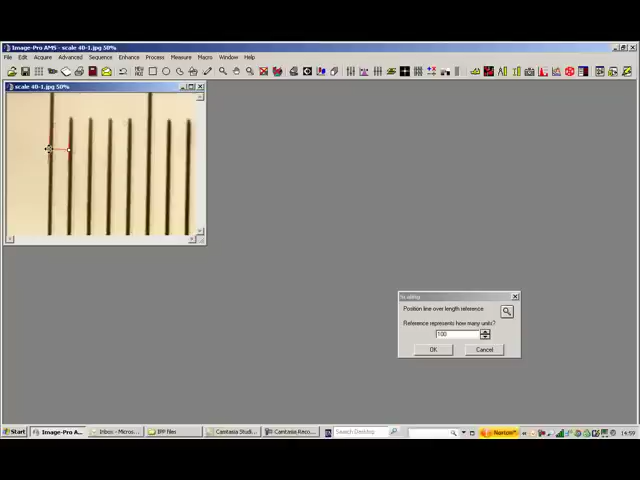 Image-Pro AMS - scale 40-1.jpg 50%
File Edit Acquire Advanced Sequence Enhance Process Measure Macro Window Help
scale 40-1.jpg 50%
Scaling
Position line over length reference
Reference represents how many units?
100
OK Cancel
Start Image-Pro A... Inbox - Micros... IPP files Camtasia Studi... Camtasia Reco... Search Desktop Norton 14:59